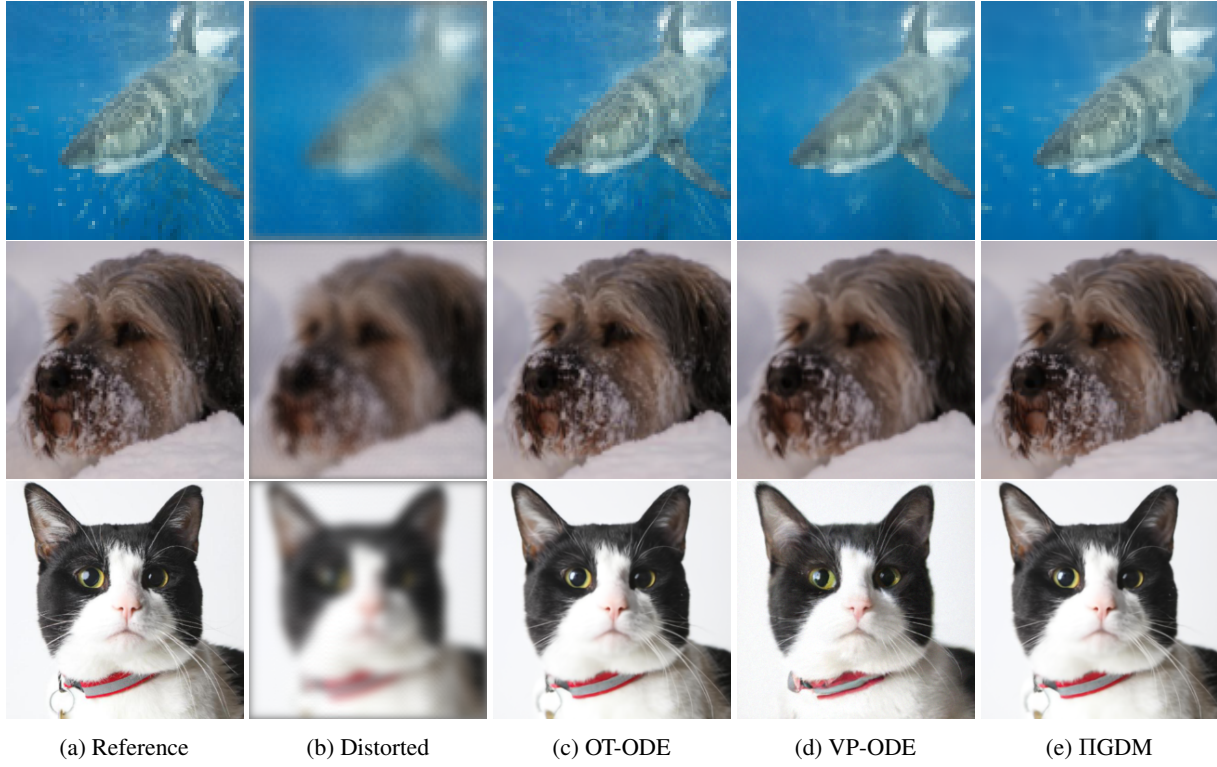 (a) Reference
(b) Distorted
(c) OT-ODE
(d) VP-ODE
(e) ΠGDM